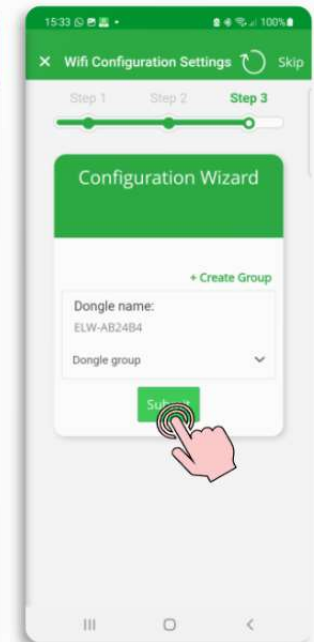 15:33 100%
× Wifi Configuration Settings Skip
Step 1 Step 2 Step 3
Configuration Wizard
+ Create Group
Dongle name:
ELW-AB24B4
Dongle group